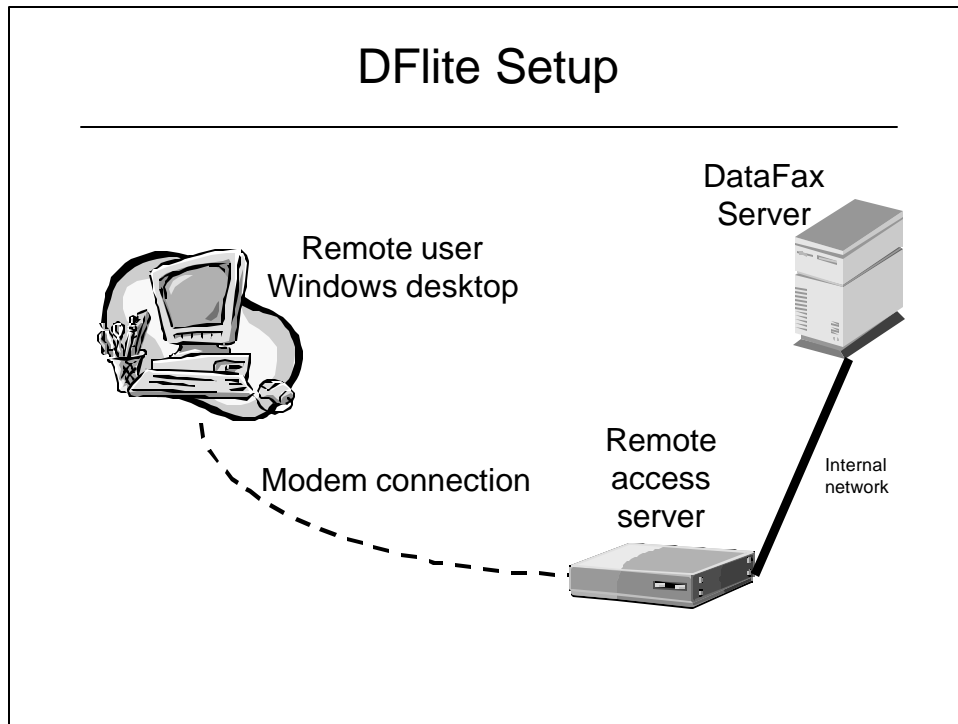 DFlite Setup
DataFax
Server
Remote user
Windows desktop
Remote
access
server
Internal
network
Modem connection